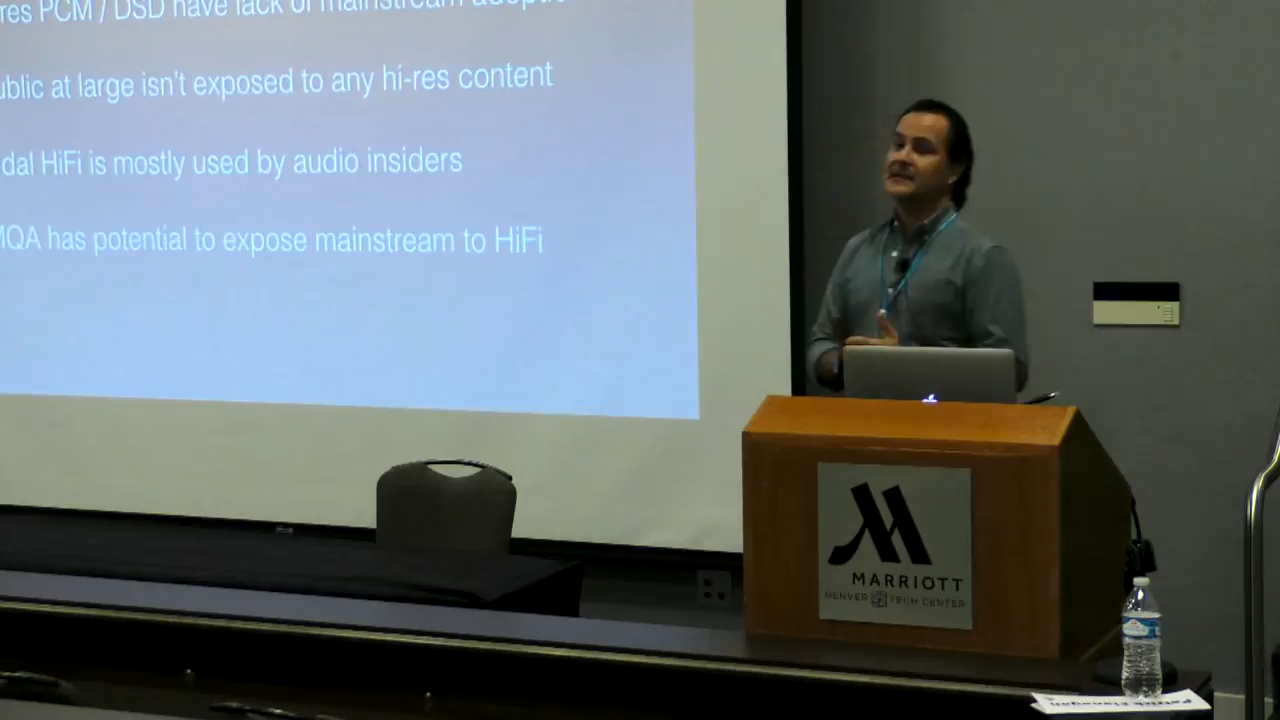 res PCM / DSD have lack of mainstream adoptio
ublic at large isn't exposed to any hi-res content
dal HiFi is mostly used by audio insiders
MQA has potential to expose mainstream to HiFi
MARRIOTT
DENVER TECH CENTER